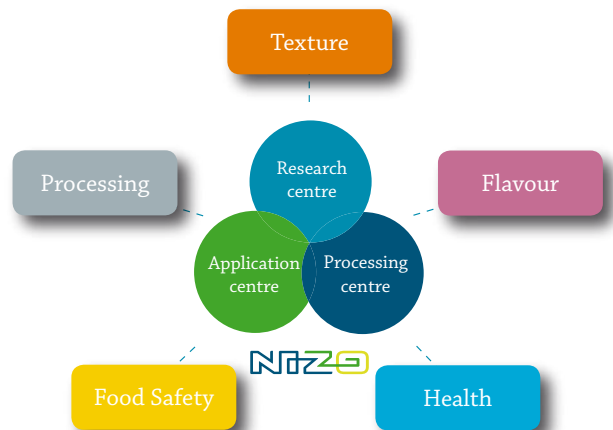 Texture
Research
centre
Processing
Flavour
Application
centre
Processing
centre
NIZO
Food Safety
Health